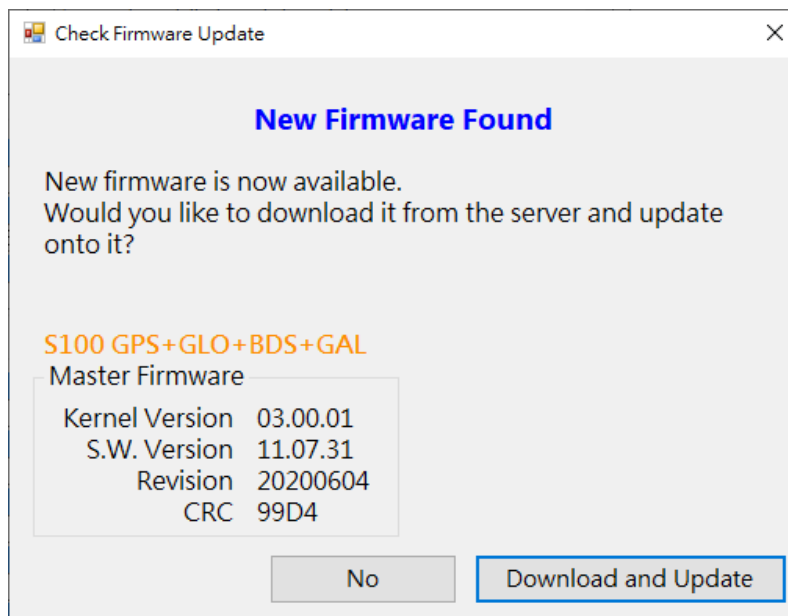 Check Firmware Update
New Firmware Found
New firmware is now available.
Would you like to download it from the server and update
onto it?
S100 GPS+GLO+BDS+GAL
Master Firmware
Kernel Version 03.00.01
S.W. Version 11.07.31
Revision 20200604
CRC 99D4
No
Download and Update